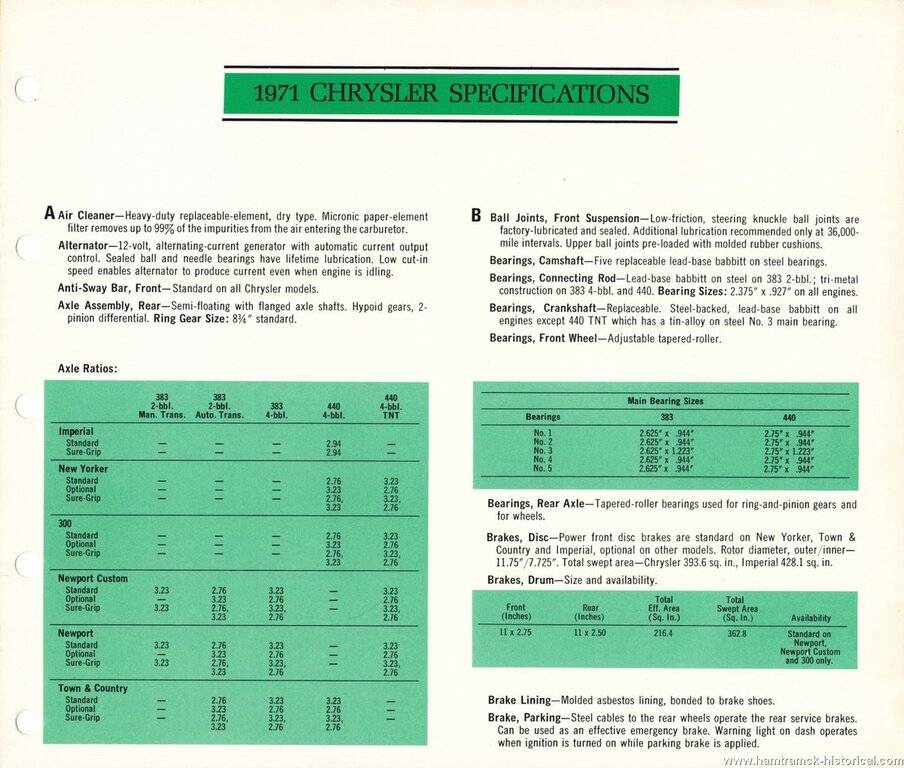 1971 CHRYSLER SPECIFICATIONS
A Air Cleaner—Heavy-duty replaceable-element, dry type. Micronic paper-element
filter removes up to 99% of the impurities from the air entering the carburetor.
Alternator—12-volt, alternating-current generator with automatic current output
control. Sealed ball and needle bearings have lifetime lubrication. Low cut-in
speed enables alternator to produce current even when engine is idling.
Anti-Sway Bar, Front—Standard on all Chrysler models.
Axle Assembly, Rear—Semi-floating with flanged axle shafts. Hypoid gears, 2-
pinion differential. Ring Gear Size: 8¾" standard.
Axle Ratios:
383 383 440
2-bbl. 2-bbl. 383 440 4-bbl.
Man. Trans. Auto. Trans. 4-bbl. 4-bbl. TNT
Imperial
Standard — — — 2.94 —
Sure-Grip — — — 2.94 —
New Yorker
Standard — — — 2.76 3.23
Optional — — — 3.23 2.76
Sure-Grip — — — 2.76, 3.23,
3.23 2.76
300
Standard — — — 2.76 3.23
Optional — — — 3.23 2.76
Sure-Grip — — — 2.76, 3.23,
3.23 2.76
Newport Custom
Standard 3.23 2.76 3.23 — 3.23
Optional — 3.23 2.76 — 2.76
Sure-Grip 3.23 2.76, 3.23, — 3.23,
3.23 2.76 2.76
Newport
Standard 3.23 2.76 3.23 — 3.23
Optional — 3.23 2.76 — 2.76
Sure-Grip 3.23 2.76, 3.23, — 3.23,
3.23 2.76 2.76
Town & Country
Standard — 2.76 3.23 3.23 —
Optional — 3.23 2.76 2.76 —
Sure-Grip — 2.76, 3.23, 3.23, —
3.23 2.76 2.76
B Ball Joints, Front Suspension—Low-friction, steering knuckle ball joints are
factory-lubricated and sealed. Additional lubrication recommended only at 36,000-
mile intervals. Upper ball joints pre-loaded with molded rubber cushions.
Bearings, Camshaft—Five replaceable lead-base babbitt on steel bearings.
Bearings, Connecting Rod—Lead-base babbitt on steel on 383 2-bbl.; tri-metal
construction on 383 4-bbl. and 440. Bearing Sizes: 2.375" x .927" on all engines.
Bearings, Crankshaft—Replaceable. Steel-backed, lead-base babbitt on all
engines except 440 TNT which has a tin-alloy on steel No. 3 main bearing.
Bearings, Front Wheel—Adjustable tapered-roller.
Main Bearing Sizes
Bearings 383 440
No. 1 2.625" x .944" 2.75" x .944"
No. 2 2.625" x .944" 2.75" x .944"
No. 3 2.625" x 1.223" 2.75" x 1.223"
No. 4 2.625" x .944" 2.75" x .944"
No. 5 2.625" x .944" 2.75" x .944"
Bearings, Rear Axle—Tapered-roller bearings used for ring-and-pinion gears and
for wheels.
Brakes, Disc—Power front disc brakes are standard on New Yorker, Town &
Country and Imperial, optional on other models. Rotor diameter, outer/inner—
11.75"/7.725". Total swept area—Chrysler 393.6 sq. in., Imperial 428.1 sq. in.
Brakes, Drum—Size and availability.
Total Total
Front Rear Eff. Area Swept Area
(Inches) (Inches) (Sq. In.) (Sq. In.) Availability
11 x 2.75 11 x 2.50 216.4 362.8 Standard on
Newport,
Newport Custom
and 300 only.
Brake Lining—Molded asbestos lining, bonded to brake shoes.
Brake, Parking—Steel cables to the rear wheels operate the rear service brakes.
Can be used as an effective emergency brake. Warning light on dash operates
when ignition is turned on while parking brake is applied.
www.hamtramck-historical.com